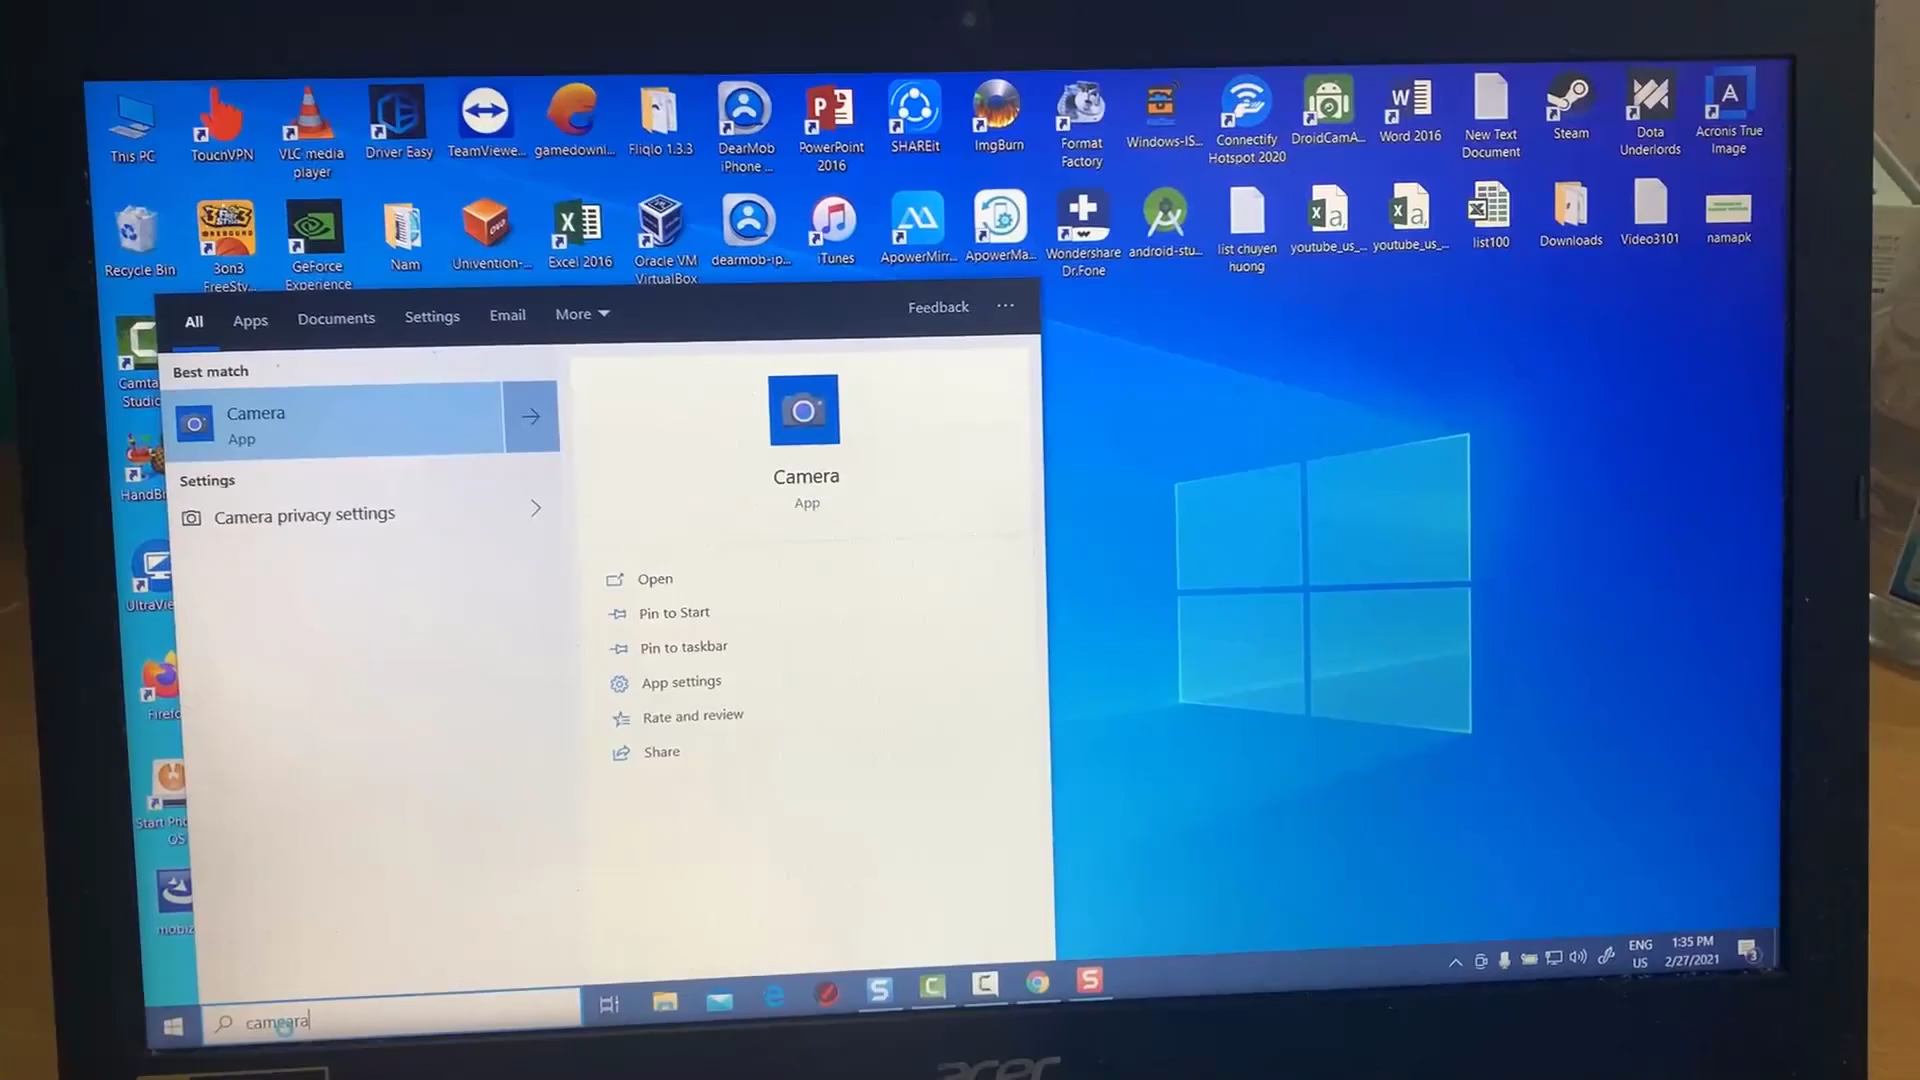 This PC
TouchVPN
VLC media
player
Driver Easy
TeamViewe...
gamedownl...
Fliqlo 1.3.3
DearMob
iPhone ...
PowerPoint
2016
SHAREit
ImgBurn
Format
Factory
Windows-IS...
Connectify
Hotspot 2020
DroidCamA...
Word 2016
New Text
Document
Steam
Dota
Underlords
Acronis True
Image
Recycle Bin
3on3
FreeSty...
GeForce
Experience
Nam
Univention-...
Excel 2016
Oracle VM
VirtualBox
dearmob-ip...
iTunes
ApowerMirr...
ApowerMa...
Wondershare
Dr.Fone
android-stu...
list chuyen
huong
youtube_us_...
youtube_us_...
list100
Downloads
Video3101
namapk
All
Apps
Documents
Settings
Email
More
Feedback
...
Best match
Camera
App
Settings
Camera privacy settings
Camera
App
Open
Pin to Start
Pin to taskbar
App settings
Rate and review
Share
Camta
Studio
HandB
UltraVie
Firefo
Start Pho
OS
mobiz
cameara
ENG
US
1:35 PM
2/27/2021
3
acer